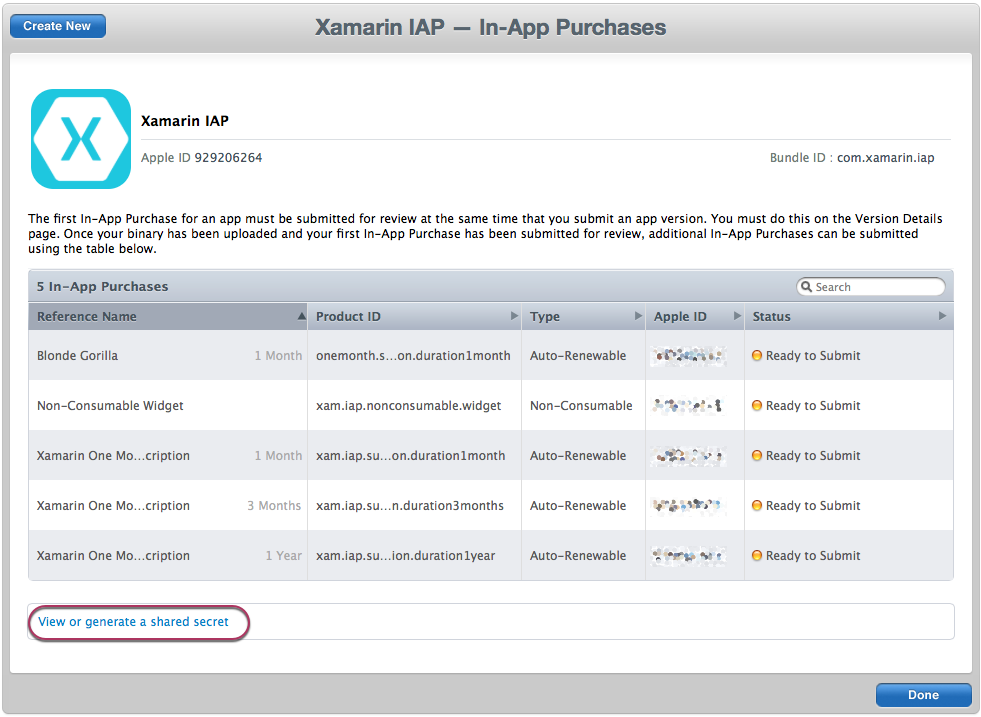 Create New
Xamarin IAP — In-App Purchases
Xamarin IAP
Apple ID 929206264
Bundle ID : com.xamarin.iap
The first In-App Purchase for an app must be submitted for review at the same time that you submit an app version. You must do this on the Version Details
page. Once your binary has been uploaded and your first In-App Purchase has been submitted for review, additional In-App Purchases can be submitted
using the table below.
5 In-App Purchases
Search
Reference Name Product ID Type Apple ID Status
Blonde Gorilla 1 Month onemonth.s...on.duration1month Auto-Renewable Ready to Submit
Non-Consumable Widget xam.iap.nonconsumable.widget Non-Consumable Ready to Submit
Xamarin One Mo...cription 1 Month xam.iap.su...on.duration1month Auto-Renewable Ready to Submit
Xamarin One Mo...cription 3 Months xam.iap.su...n.duration3months Auto-Renewable Ready to Submit
Xamarin One Mo...cription 1 Year xam.iap.su...ion.duration1year Auto-Renewable Ready to Submit
View or generate a shared secret
Done